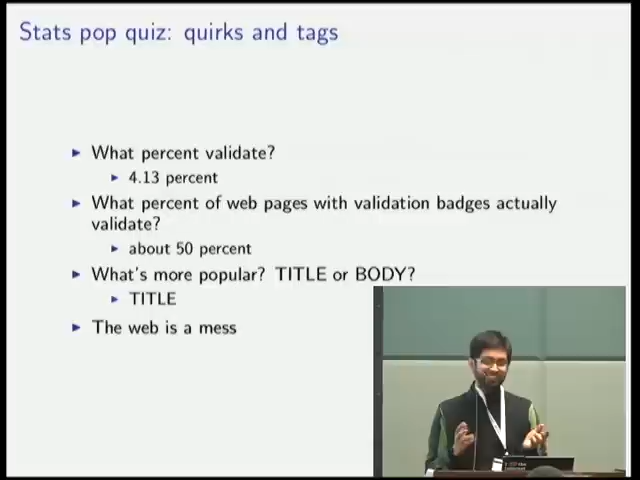 Stats pop quiz: quirks and tags
What percent validate?
4.13 percent
What percent of web pages with validation badges actually
validate?
about 50 percent
What's more popular? TITLE or BODY?
TITLE
The web is a mess